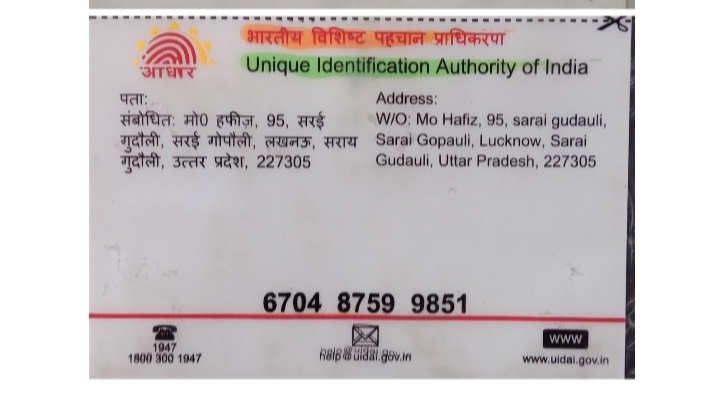 भारतीय विशिष्ट पहचान प्राधिकरण
Unique Identification Authority of India
आधार
पता:
संबोधित: मो0 हफीज़, 95, सरई
गुदौली, सरई गोपौली, लखनऊ, सराय
गुदौली, उत्तर प्रदेश, 227305
Address:
W/O: Mo Hafiz, 95, sarai gudauli,
Sarai Gopauli, Lucknow, Sarai
Gudauli, Uttar Pradesh, 227305
6704 8759 9851
1947
1800 300 1947
help@uidai.gov.in
WWW
www.uidai.gov.in